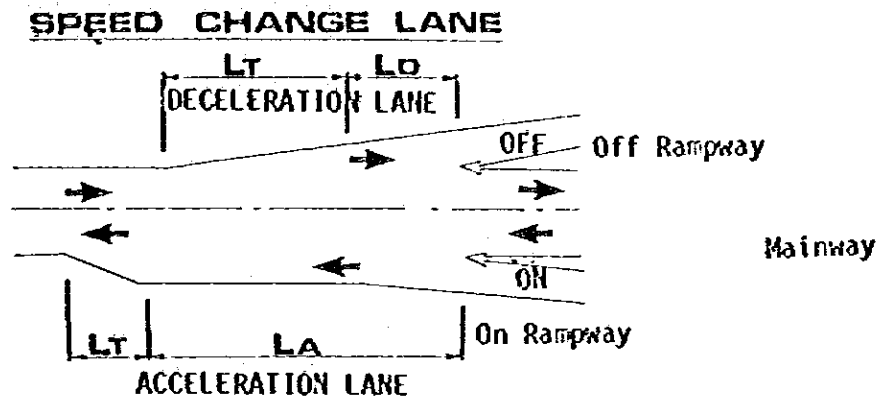 SPEED CHANGE LANE
LT LD
DECELERATION LANE
OFF Off Rampway
Mainway
ON
On Rampway
LT LA
ACCELERATION LANE